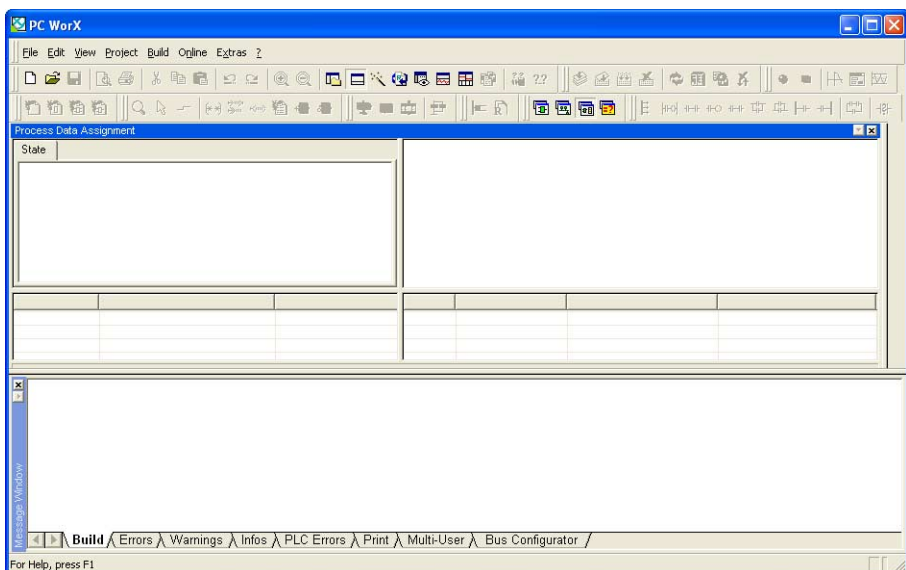 PC WorX
File Edit View Project Build Online Extras ?
Process Data Assignment
State
Message Window
Build Errors Warnings Infos PLC Errors Print Multi-User Bus Configurator
For Help, press F1